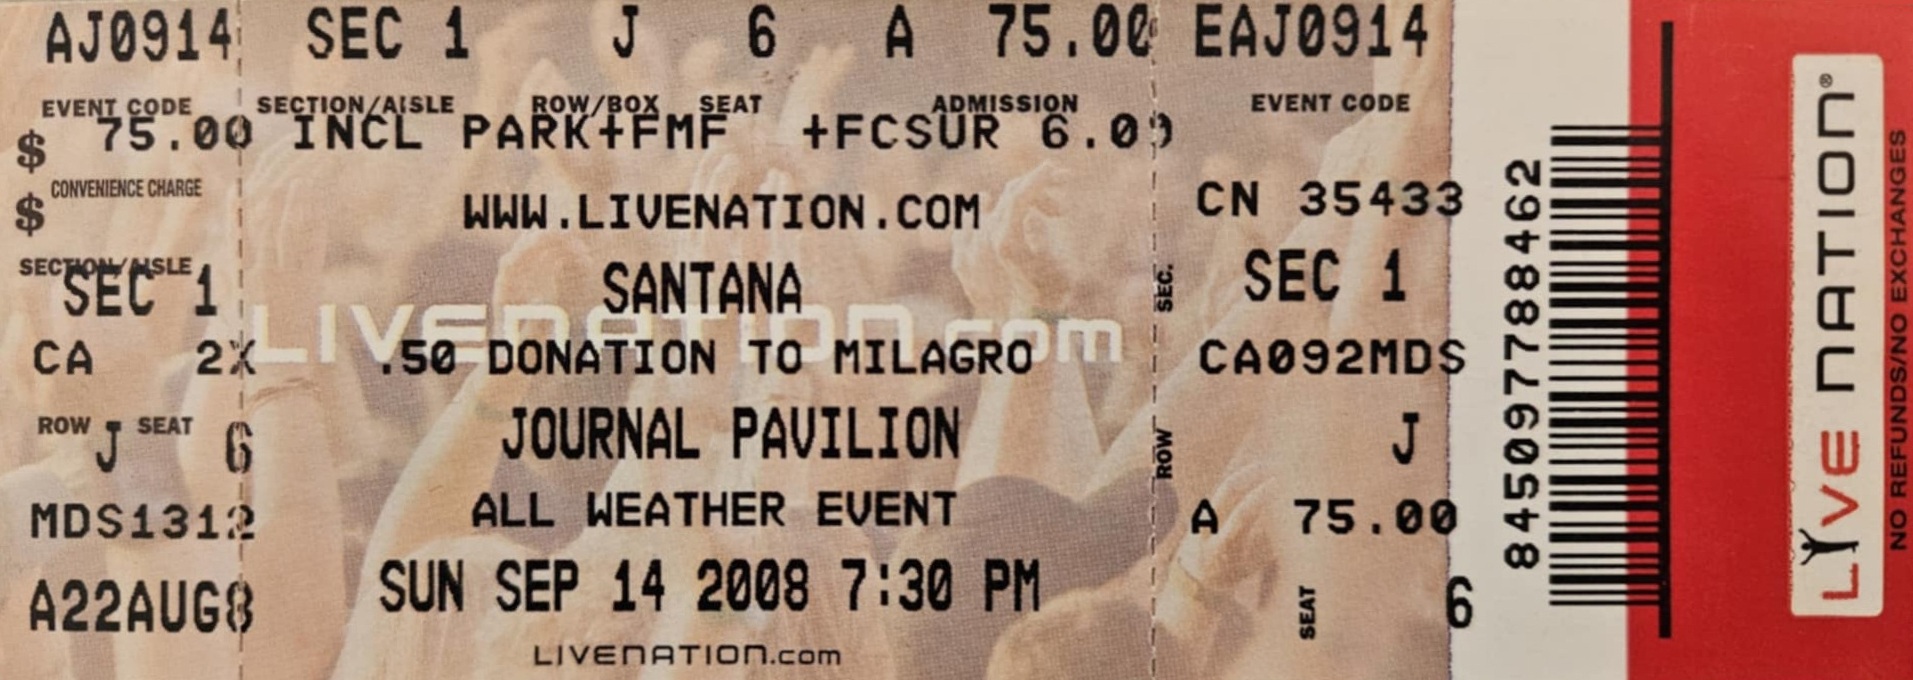 AJ0914 SEC 1 J 6 A 75.00 EAJ0914
EVENT CODE SECTION/AISLE ROW/BOX SEAT ADMISSION EVENT CODE
$ 75.00 INCL PARK+FMF +FCSUR 6.00
CONVENIENCE CHARGE
$ WWW.LIVENATION.COM CN 35433
SECTION/AISLE
SEC 1 SANTANA SEC. SEC 1
LIVENATION.com
CA 2X .50 DONATION TO MILAGRO CA092MDS
ROW J SEAT 6 JOURNAL PAVILION ROW J
MDS1312 ALL WEATHER EVENT A 75.00
A22AUG8 SUN SEP 14 2008 7:30 PM SEAT 6
LIVENATION.com
845097788462
LIVE NATION®
NO REFUNDS/NO EXCHANGES